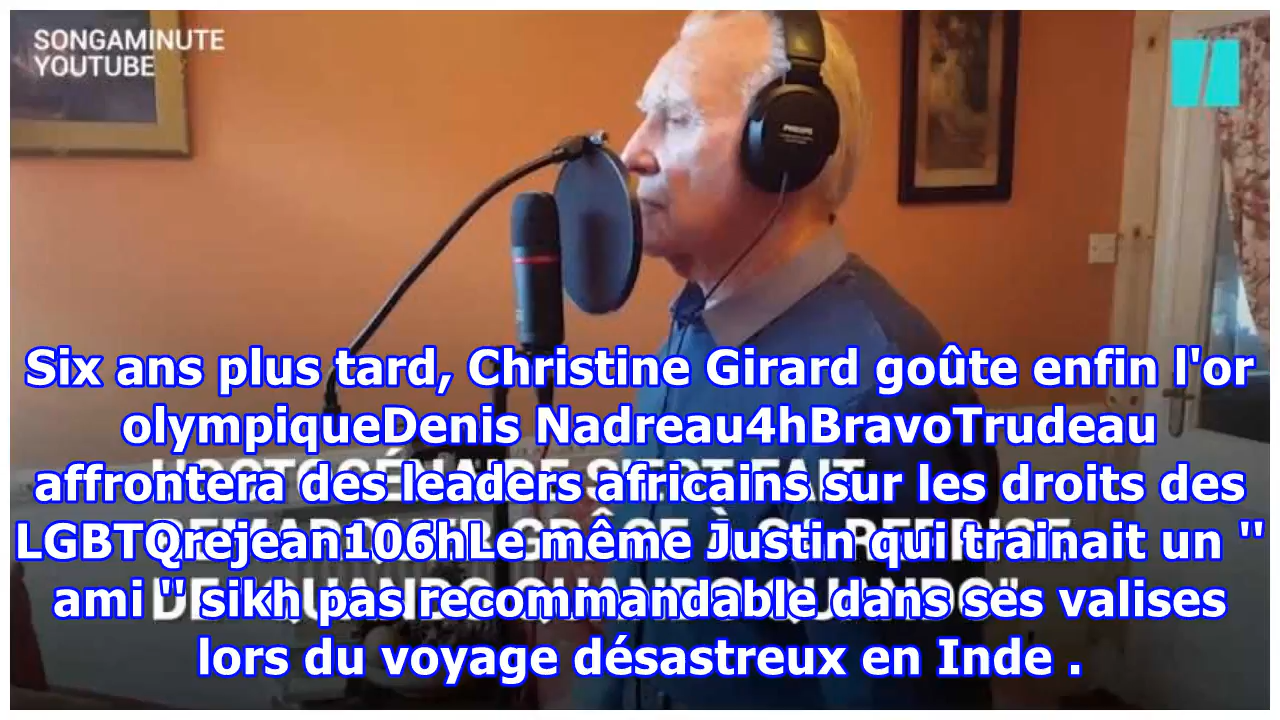 SONGAMINUTE
YOUTUBE
PHILIPS
Six ans plus tard, Christine Girard goûte enfin l'or
olympiqueDenis Nadreau4hBravoTrudeau
affrontera des leaders africains sur les droits des
LGBTQrejean106hLe même Justin qui trainait un ''
ami '' sikh pas recommandable dans ses valises
lors du voyage désastreux en Inde .